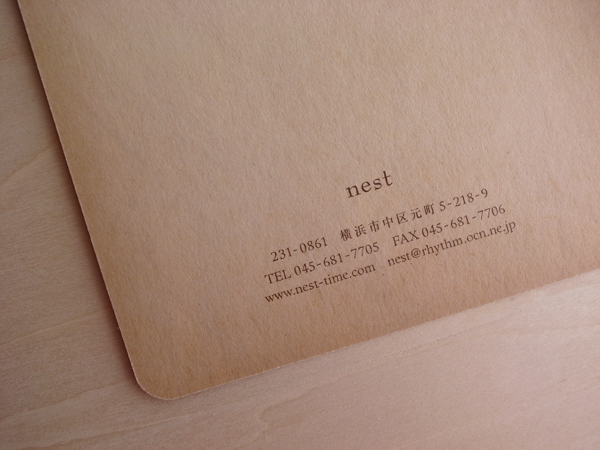 nest
231-0861 横浜市中区元町 5-218-9
TEL 045-681-7705 FAX 045-681-7706
www.nest-time.com nest@rhythm.ocn.ne.jp